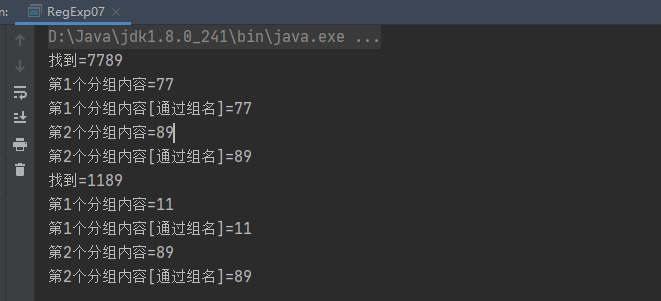 n:
RegExp07
D:\Java\jdk1.8.0_241\bin\java.exe ...
找到=7789
第1个分组内容=77
第1个分组内容[通过组名]=77
第2个分组内容=89
第2个分组内容[通过组名]=89
找到=1189
第1个分组内容=11
第1个分组内容[通过组名]=11
第2个分组内容=89
第2个分组内容[通过组名]=89